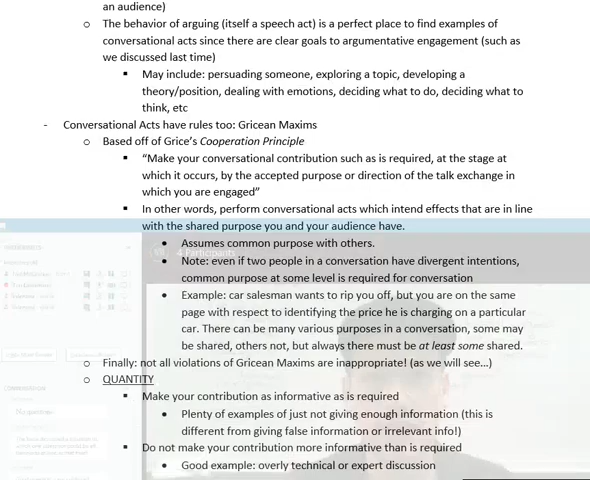 an audience)
o The behavior of arguing (itself a speech act) is a perfect place to find examples of
conversational acts since there are clear goals to argumentative engagement (such as
we discussed last time)
▪ May include: persuading someone, exploring a topic, developing a
theory/position, dealing with emotions, deciding what to do, deciding what to
think, etc
- Conversational Acts have rules too: Gricean Maxims
o Based off of Grice’s Cooperation Principle
▪ “Make your conversational contribution such as is required, at the stage at
which it occurs, by the accepted purpose or direction of the talk exchange in
which you are engaged”
▪ In other words, perform conversational acts which intend effects that are in line
with the shared purpose you and your audience have.
• Assumes common purpose with others.
• Note: even if two people in a conversation have divergent intentions,
common purpose at some level is required for conversation
• Example: car salesman wants to rip you off, but you are on the same
page with respect to identifying the price he is charging on a particular
car. There can be many various purposes in a conversation, some may
be shared, others not, but always there must be at least some shared.
o Finally: not all violations of Gricean Maxims are inappropriate! (as we will see…)
o QUANTITY
▪ Make your contribution as informative as is required
• Plenty of examples of just not giving enough information (this is
different from giving false information or irrelevant info!)
▪ Do not make your contribution more informative than is required
• Good example: overly technical or expert discussion
4 Participants